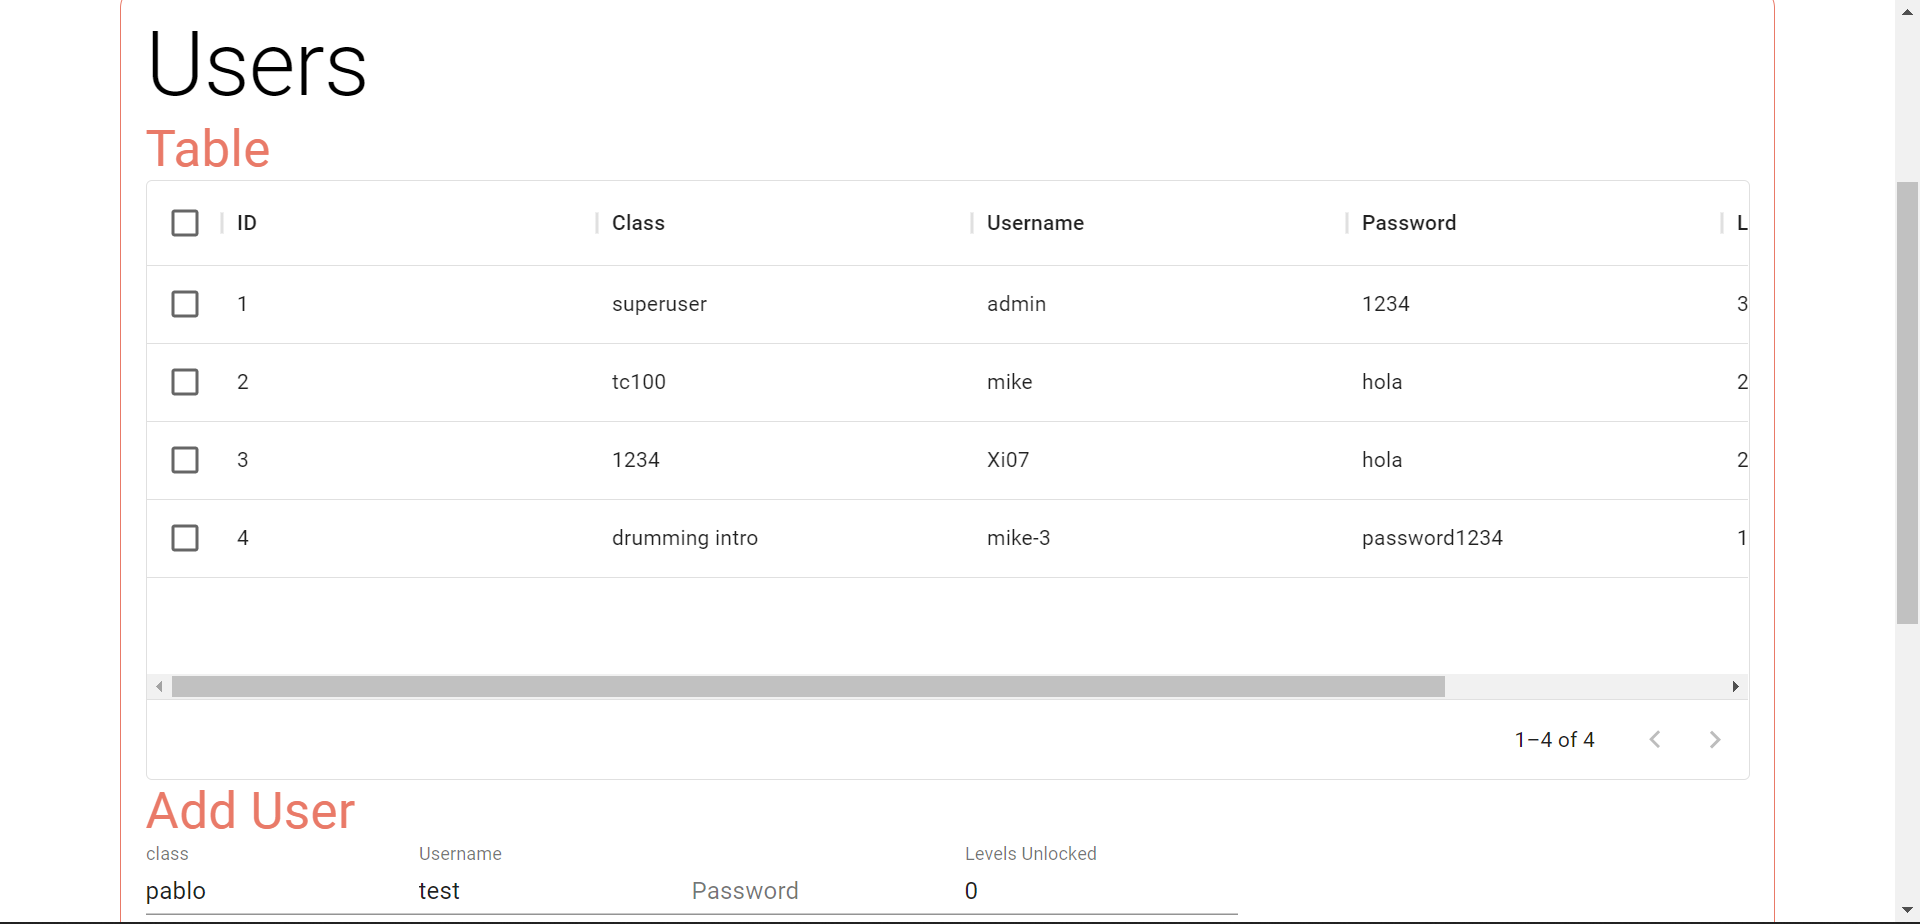 Users
Table
ID Class Username Password L
1 superuser admin 1234 3
2 tc100 mike hola 2
3 1234 Xi07 hola 2
4 drumming intro mike-3 password1234 1
1–4 of 4
Add User
class Username Levels Unlocked
pablo test Password 0